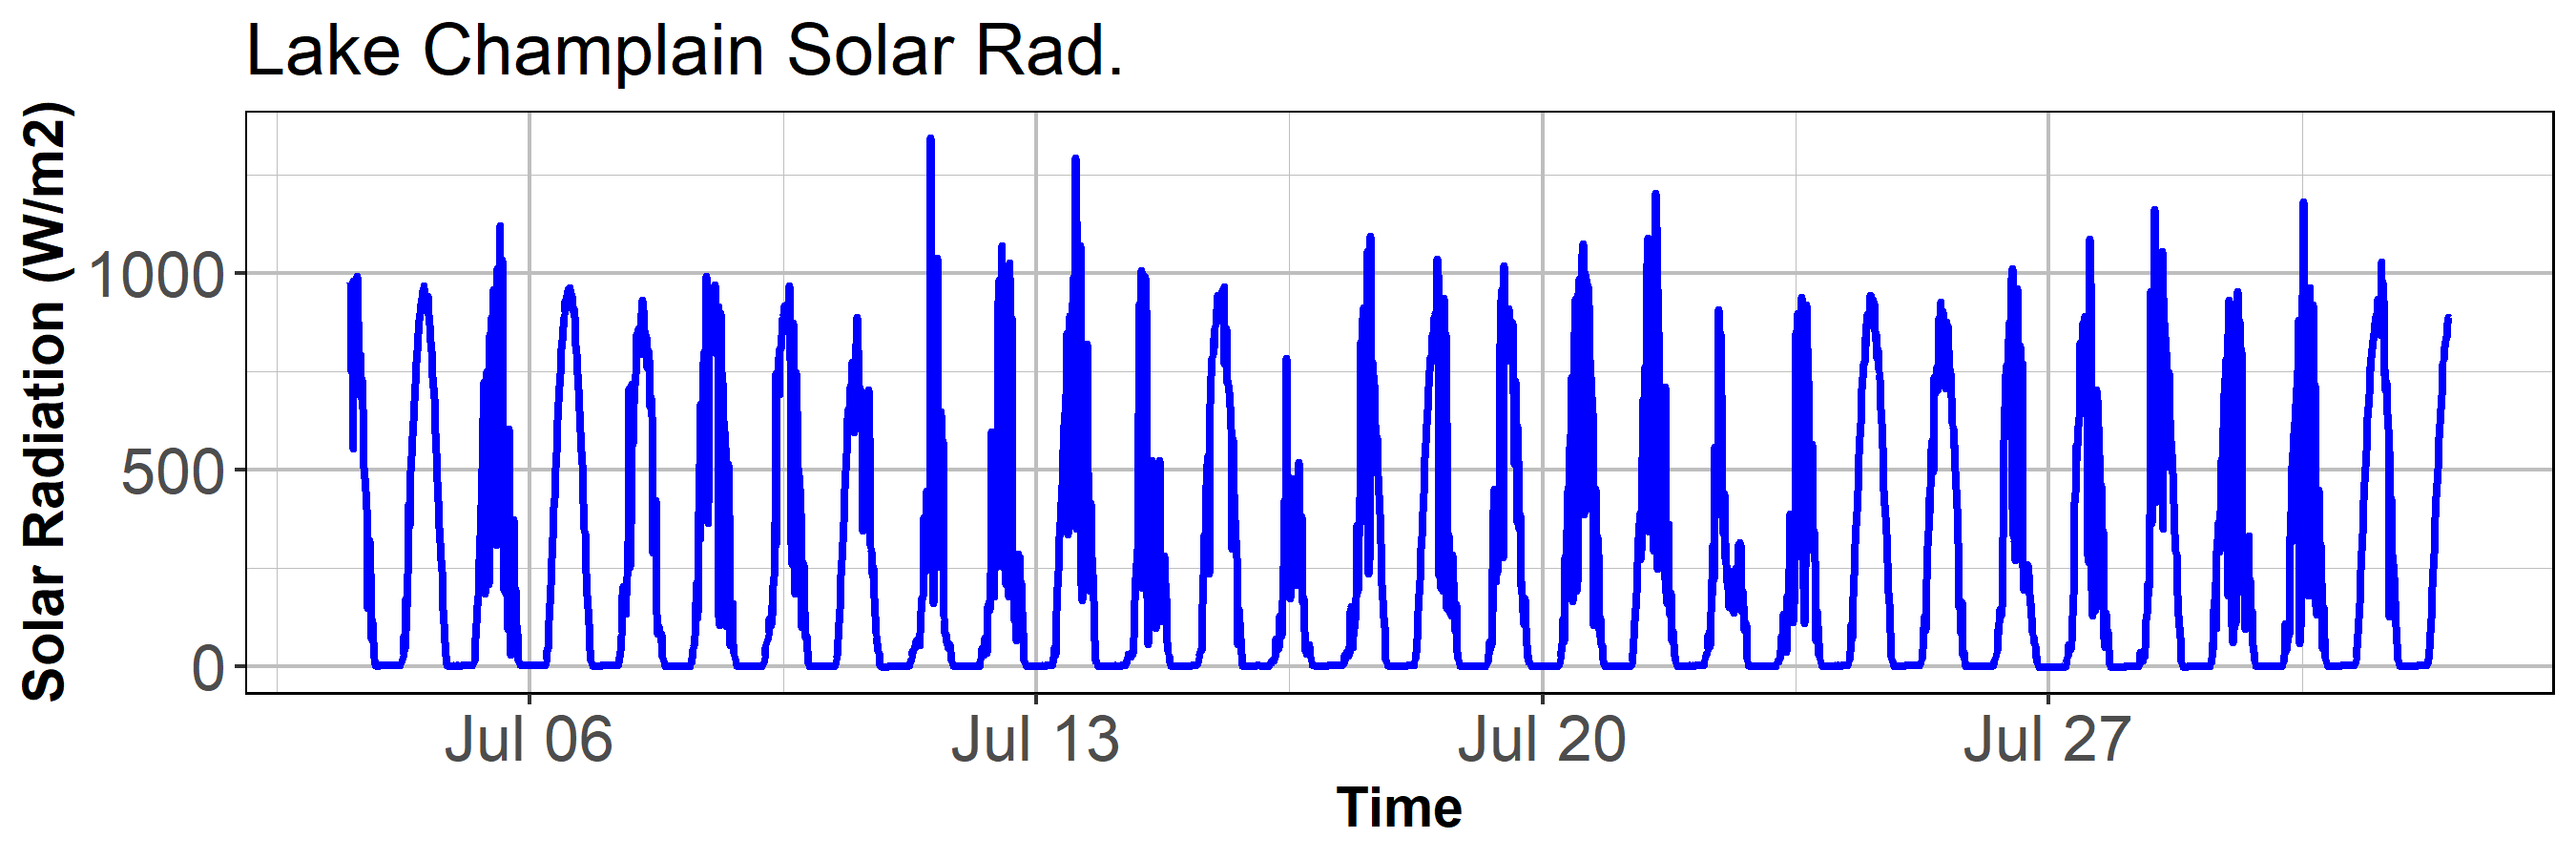 Lake Champlain Solar Rad.
Solar Radiation (W/m2)
1000
500
0
Jul 06 Jul 13 Jul 20 Jul 27
Time